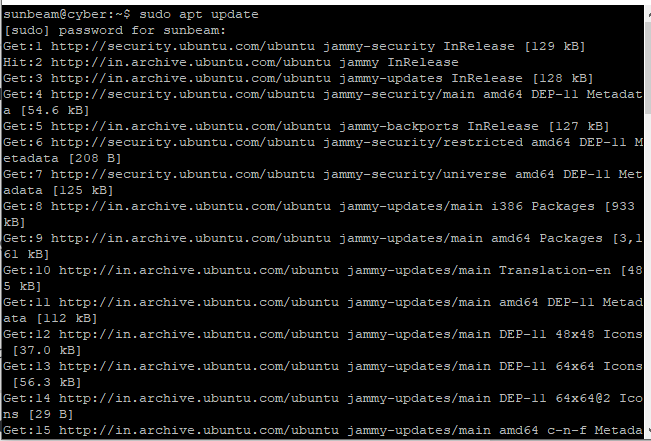 sunbeam@cyber:~$ sudo apt update
[sudo] password for sunbeam:
Get:1 http://security.ubuntu.com/ubuntu jammy-security InRelease [129 kB]
Hit:2 http://in.archive.ubuntu.com/ubuntu jammy InRelease
Get:3 http://in.archive.ubuntu.com/ubuntu jammy-updates InRelease [128 kB]
Get:4 http://security.ubuntu.com/ubuntu jammy-security/main amd64 DEP-11 Metadat
a [54.6 kB]
Get:5 http://in.archive.ubuntu.com/ubuntu jammy-backports InRelease [127 kB]
Get:6 http://security.ubuntu.com/ubuntu jammy-security/restricted amd64 DEP-11 M
etadata [208 B]
Get:7 http://security.ubuntu.com/ubuntu jammy-security/universe amd64 DEP-11 Met
adata [125 kB]
Get:8 http://in.archive.ubuntu.com/ubuntu jammy-updates/main i386 Packages [933
kB]
Get:9 http://in.archive.ubuntu.com/ubuntu jammy-updates/main amd64 Packages [3,1
61 kB]
Get:10 http://in.archive.ubuntu.com/ubuntu jammy-updates/main Translation-en [48
5 kB]
Get:11 http://in.archive.ubuntu.com/ubuntu jammy-updates/main amd64 DEP-11 Metad
ata [112 kB]
Get:12 http://in.archive.ubuntu.com/ubuntu jammy-updates/main DEP-11 48x48 Icons
 [37.0 kB]
Get:13 http://in.archive.ubuntu.com/ubuntu jammy-updates/main DEP-11 64x64 Icons
 [56.3 kB]
Get:14 http://in.archive.ubuntu.com/ubuntu jammy-updates/main DEP-11 64x64@2 Ico
ns [29 B]
Get:15 http://in.archive.ubuntu.com/ubuntu jammy-updates/main amd64 c-n-f Metada